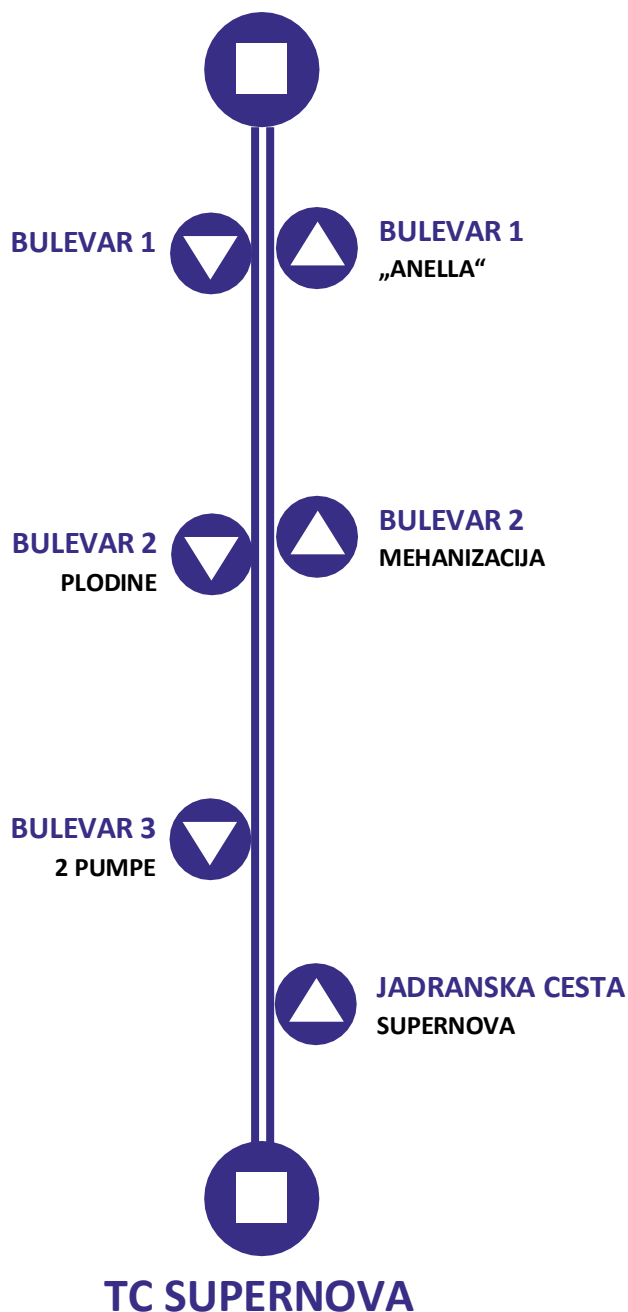 BULEVAR 1
BULEVAR 1
„ANELLA“
BULEVAR 2
PLODINE
BULEVAR 2
MEHANIZACIJA
BULEVAR 3
2 PUMPE
JADRANSKA CESTA
SUPERNOVA
TC SUPERNOVA